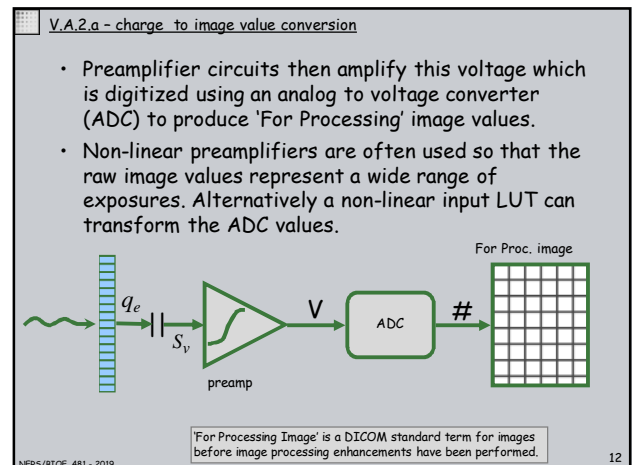 V.A.2.a – charge to image value conversion
• Preamplifier circuits then amplify this voltage which
is digitized using an analog to voltage converter
(ADC) to produce ‘For Processing’ image values.
• Non-linear preamplifiers are often used so that the
raw image values represent a wide range of
exposures. Alternatively a non-linear input LUT can
transform the ADC values.
For Proc. image
qe
Sv
V
ADC
#
preamp
‘For Processing Image’ is a DICOM standard term for images
before image processing enhancements have been performed.
NERS/BIOE 481 - 2019
12